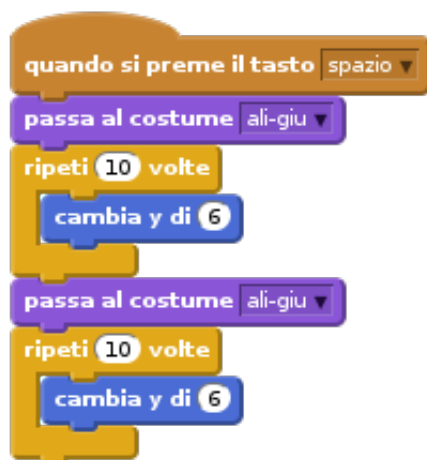 quando si preme il tasto spazio
passa al costume ali-giu
ripeti 10 volte
cambia y di 6
passa al costume ali-giu
ripeti 10 volte
cambia y di 6